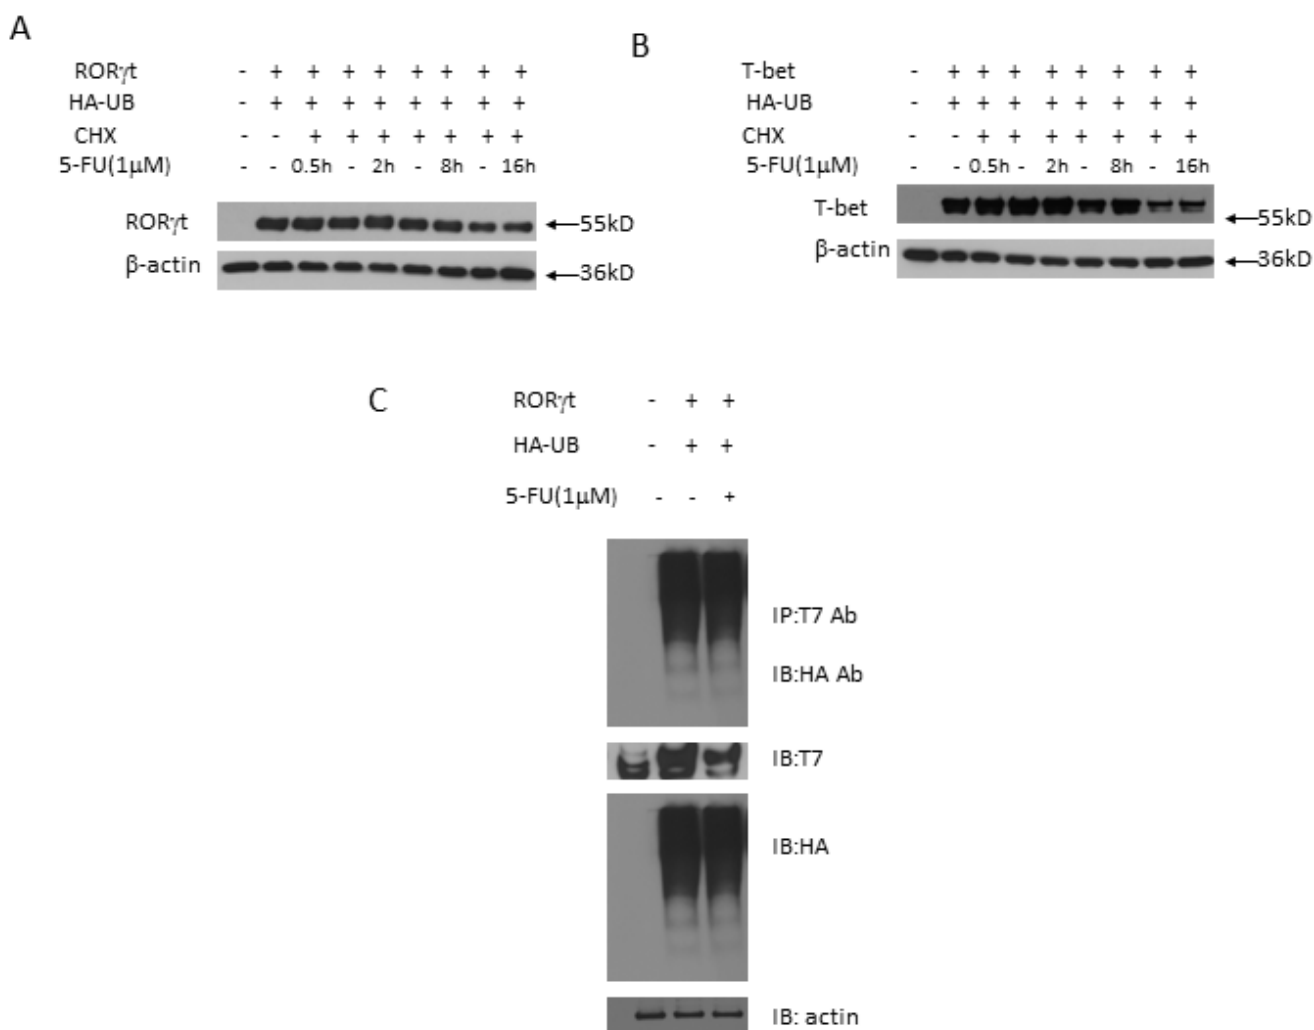 A
RORγt - + + + + + + + +
HA-UB - + + + + + + + +
CHX - - + + + + + + +
5-FU(1μM) - - 0.5h - 2h - 8h - 16h
RORγt 55kD
β-actin 36kD
B
T-bet - + + + + + + + +
HA-UB - + + + + + + + +
CHX - - + + + + + + +
5-FU(1μM) - - 0.5h - 2h - 8h - 16h
T-bet 55kD
β-actin 36kD
C
RORγt - + +
HA-UB - + +
5-FU(1μM) - - +
IP:T7 Ab
IB:HA Ab
IB:T7
IB:HA
IB: actin